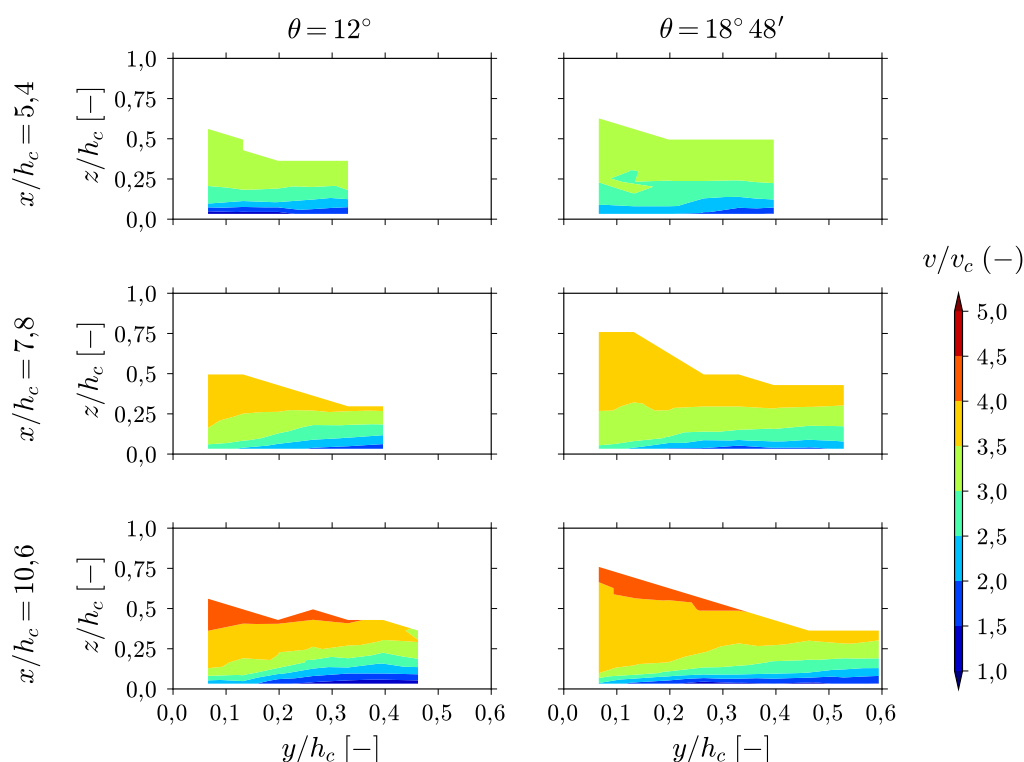 θ = 12° θ = 18° 48′
x/h_c = 5,4
z/h_c [−]
1,0
0,75
0,5
0,25
0,0
x/h_c = 7,8
z/h_c [−]
1,0
0,75
0,5
0,25
0,0
x/h_c = 10,6
z/h_c [−]
1,0
0,75
0,5
0,25
0,0
0,0 0,1 0,2 0,3 0,4 0,5 0,6
y/h_c [−]
0,0 0,1 0,2 0,3 0,4 0,5 0,6
y/h_c [−]
v/v_c (−)
5,0
4,5
4,0
3,5
3,0
2,5
2,0
1,5
1,0